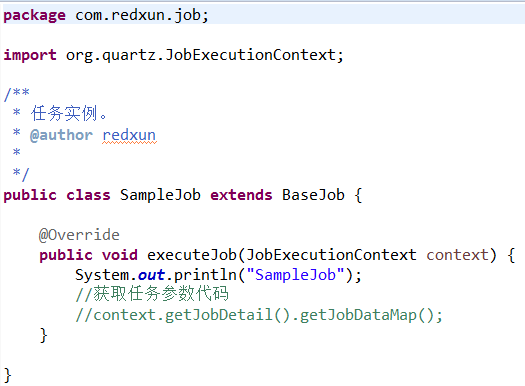 package com.redxun.job;
import org.quartz.JobExecutionContext;
/**
 * 任务实例。
 * @author redxun
 *
 */
public class SampleJob extends BaseJob {
    @Override
    public void executeJob(JobExecutionContext context) {
        System.out.println("SampleJob");
        //获取任务参数代码
        //context.getJobDetail().getJobDataMap();
    }
}